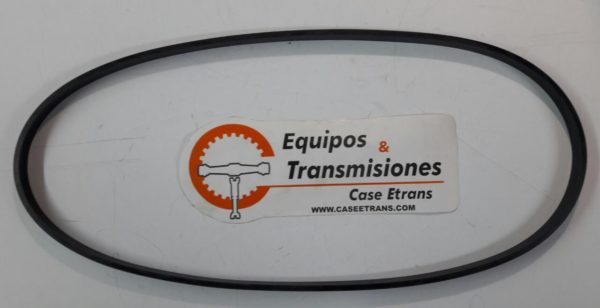 Equipos
& Transmisiones
Case Etrans
WWW.CASEETRANS.COM